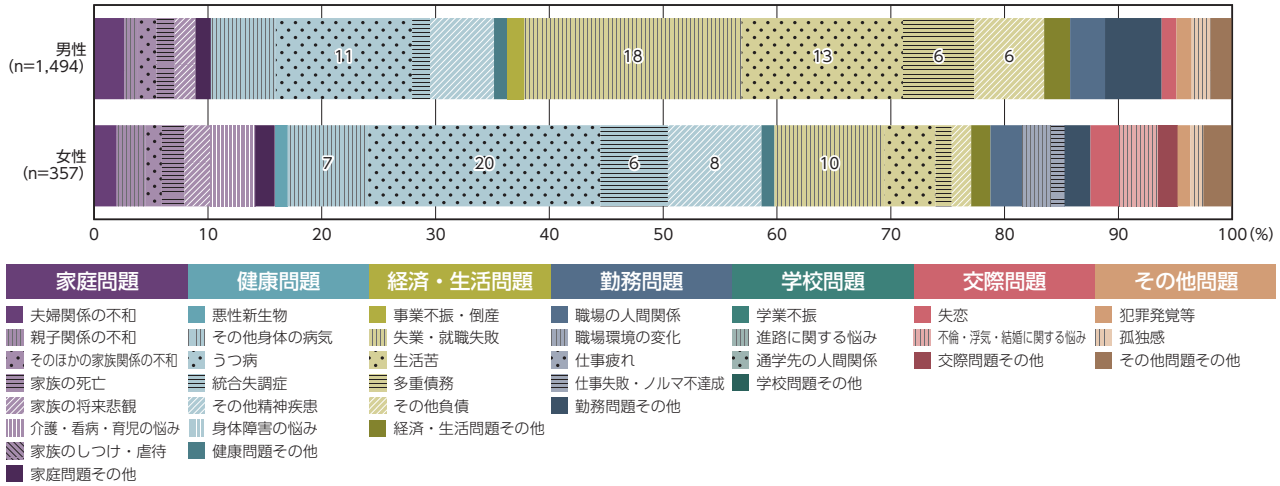 男性
(n=1,494)
11
18
13
6
6
女性
(n=357)
7
20
6
8
10
0 10 20 30 40 50 60 70 80 90 100(%)
家庭問題
夫婦関係の不和
親子関係の不和
そのほかの家族関係の不和
家族の死亡
家族の将来悲観
介護・看病・育児の悩み
家族のしつけ・虐待
家庭問題その他
健康問題
悪性新生物
その他身体の病気
うつ病
統合失調症
その他精神疾患
身体障害の悩み
健康問題その他
経済・生活問題
事業不振・倒産
失業・就職失敗
生活苦
多重債務
その他負債
経済・生活問題その他
勤務問題
職場の人間関係
職場環境の変化
仕事疲れ
仕事失敗・ノルマ不達成
勤務問題その他
学校問題
学業不振
進路に関する悩み
通学先の人間関係
学校問題その他
交際問題
失恋
不倫・浮気・結婚に関する悩み
交際問題その他
その他問題
犯罪発覚等
孤独感
その他問題その他